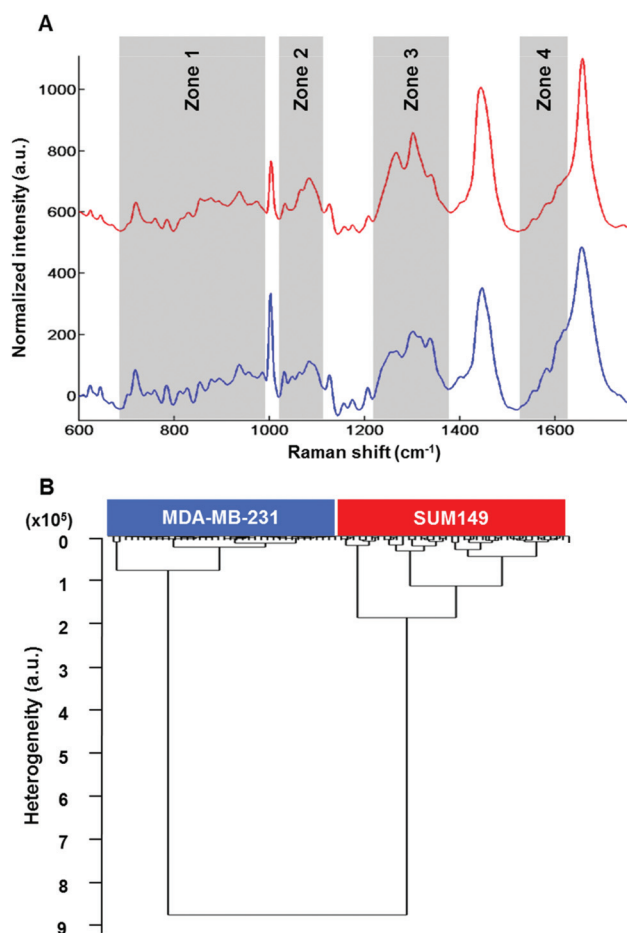 A
Zone 1
Zone 2
Zone 3
Zone 4
Normalized intensity (a.u.)
1000
800
600
400
200
0
600
800
1000
1200
1400
1600
Raman shift (cm⁻¹)
B
(x10⁵)
MDA-MB-231
SUM149
Heterogeneity (a.u.)
0
1
2
3
4
5
6
7
8
9